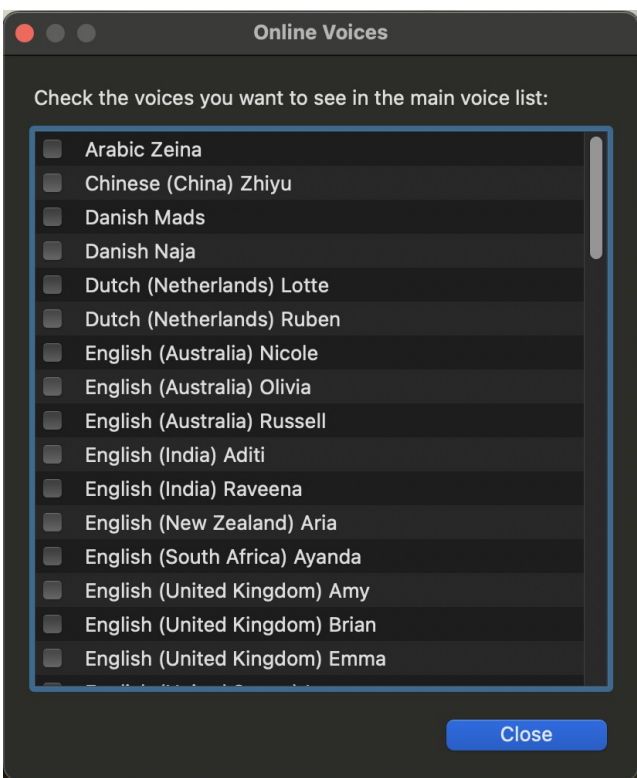 Online Voices
Check the voices you want to see in the main voice list:
Arabic Zeina
Chinese (China) Zhiyu
Danish Mads
Danish Naja
Dutch (Netherlands) Lotte
Dutch (Netherlands) Ruben
English (Australia) Nicole
English (Australia) Olivia
English (Australia) Russell
English (India) Aditi
English (India) Raveena
English (New Zealand) Aria
English (South Africa) Ayanda
English (United Kingdom) Amy
English (United Kingdom) Brian
English (United Kingdom) Emma
Close